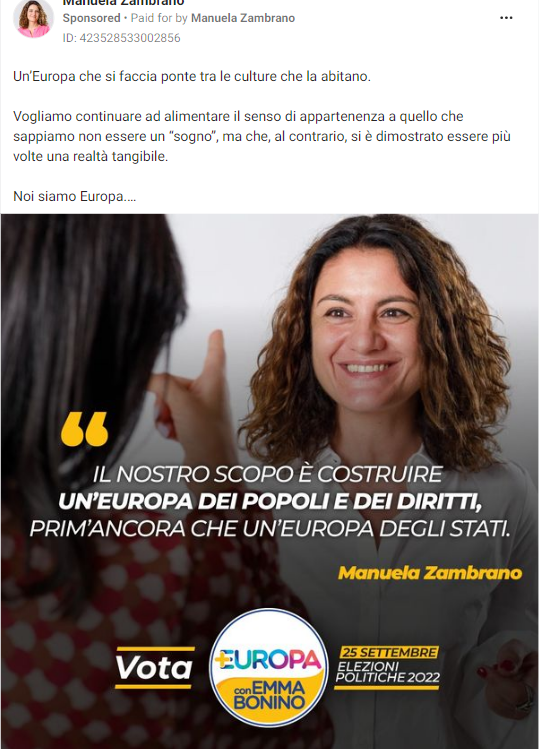 Manuela Zambrano
Sponsored • Paid for by Manuela Zambrano
ID: 423528533002856
Un'Europa che si faccia ponte tra le culture che la abitano.
Vogliamo continuare ad alimentare il senso di appartenenza a quello che
sappiamo non essere un “sogno”, ma che, al contrario, si è dimostrato essere più
volte una realtà tangibile.
Noi siamo Europa....
“
IL NOSTRO SCOPO È COSTRUIRE
UN'EUROPA DEI POPOLI E DEI DIRITTI,
PRIM'ANCORA CHE UN'EUROPA DEGLI STATI.
Manuela Zambrano
Vota
+EUROPA
con EMMA
BONINO
25 SETTEMBRE
ELEZIONI
POLITICHE 2022